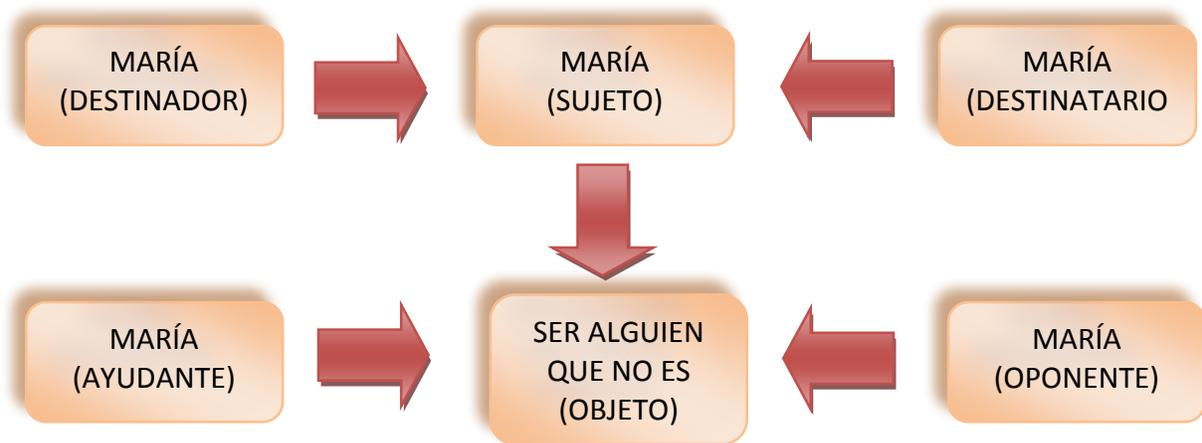 MARÍA
(DESTINADOR)
MARÍA
(SUJETO)
MARÍA
(DESTINATARIO
MARÍA
(AYUDANTE)
SER ALGUIEN
QUE NO ES
(OBJETO)
MARÍA
(OPONENTE)